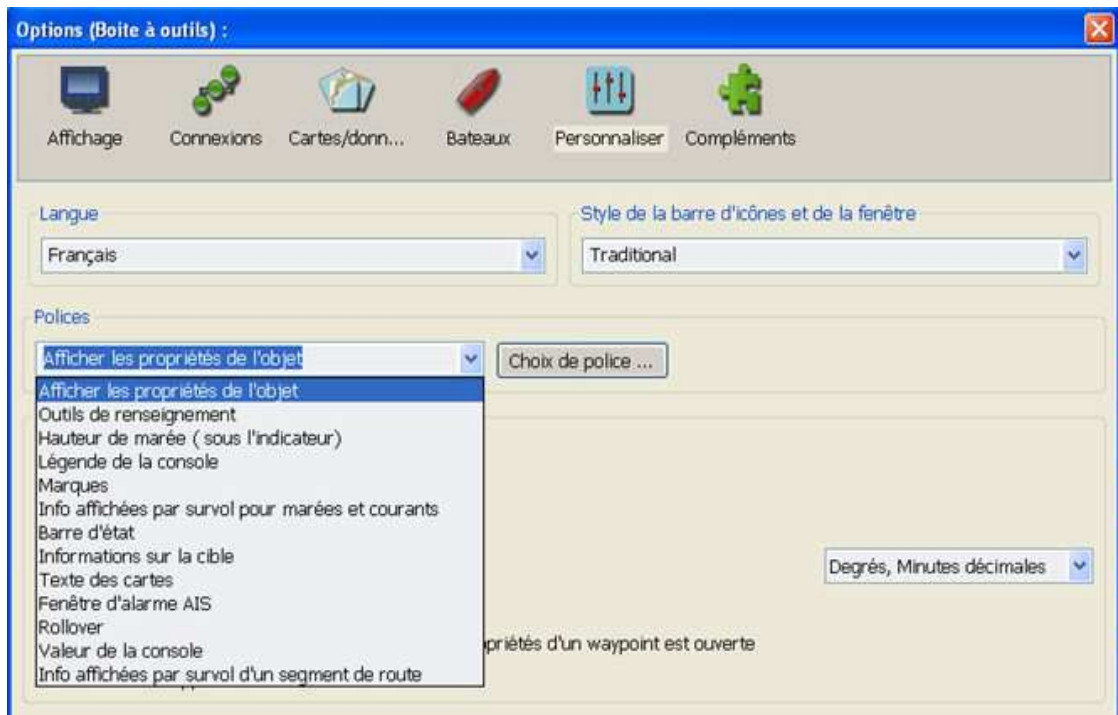 Options (Boite à outils) :
Affichage
Connexions
Cartes/donn...
Bateaux
Personnaliser
Compléments
Langue
Style de la barre d'icônes et de la fenêtre
Français
Traditional
Polices
Afficher les propriétés de l'objet
Choix de police ...
Afficher les propriétés de l'objet
Outils de renseignement
Hauteur de marée ( sous l'indicateur)
Légende de la console
Marques
Info affichées par survol pour marées et courants
Barre d'état
Informations sur la cible
Degrés, Minutes décimales
Texte des cartes
Fenêtre d'alarme AIS
Rollover
Valeur de la console
priétés d'un waypoint est ouverte
Info affichées par survol d'un segment de route